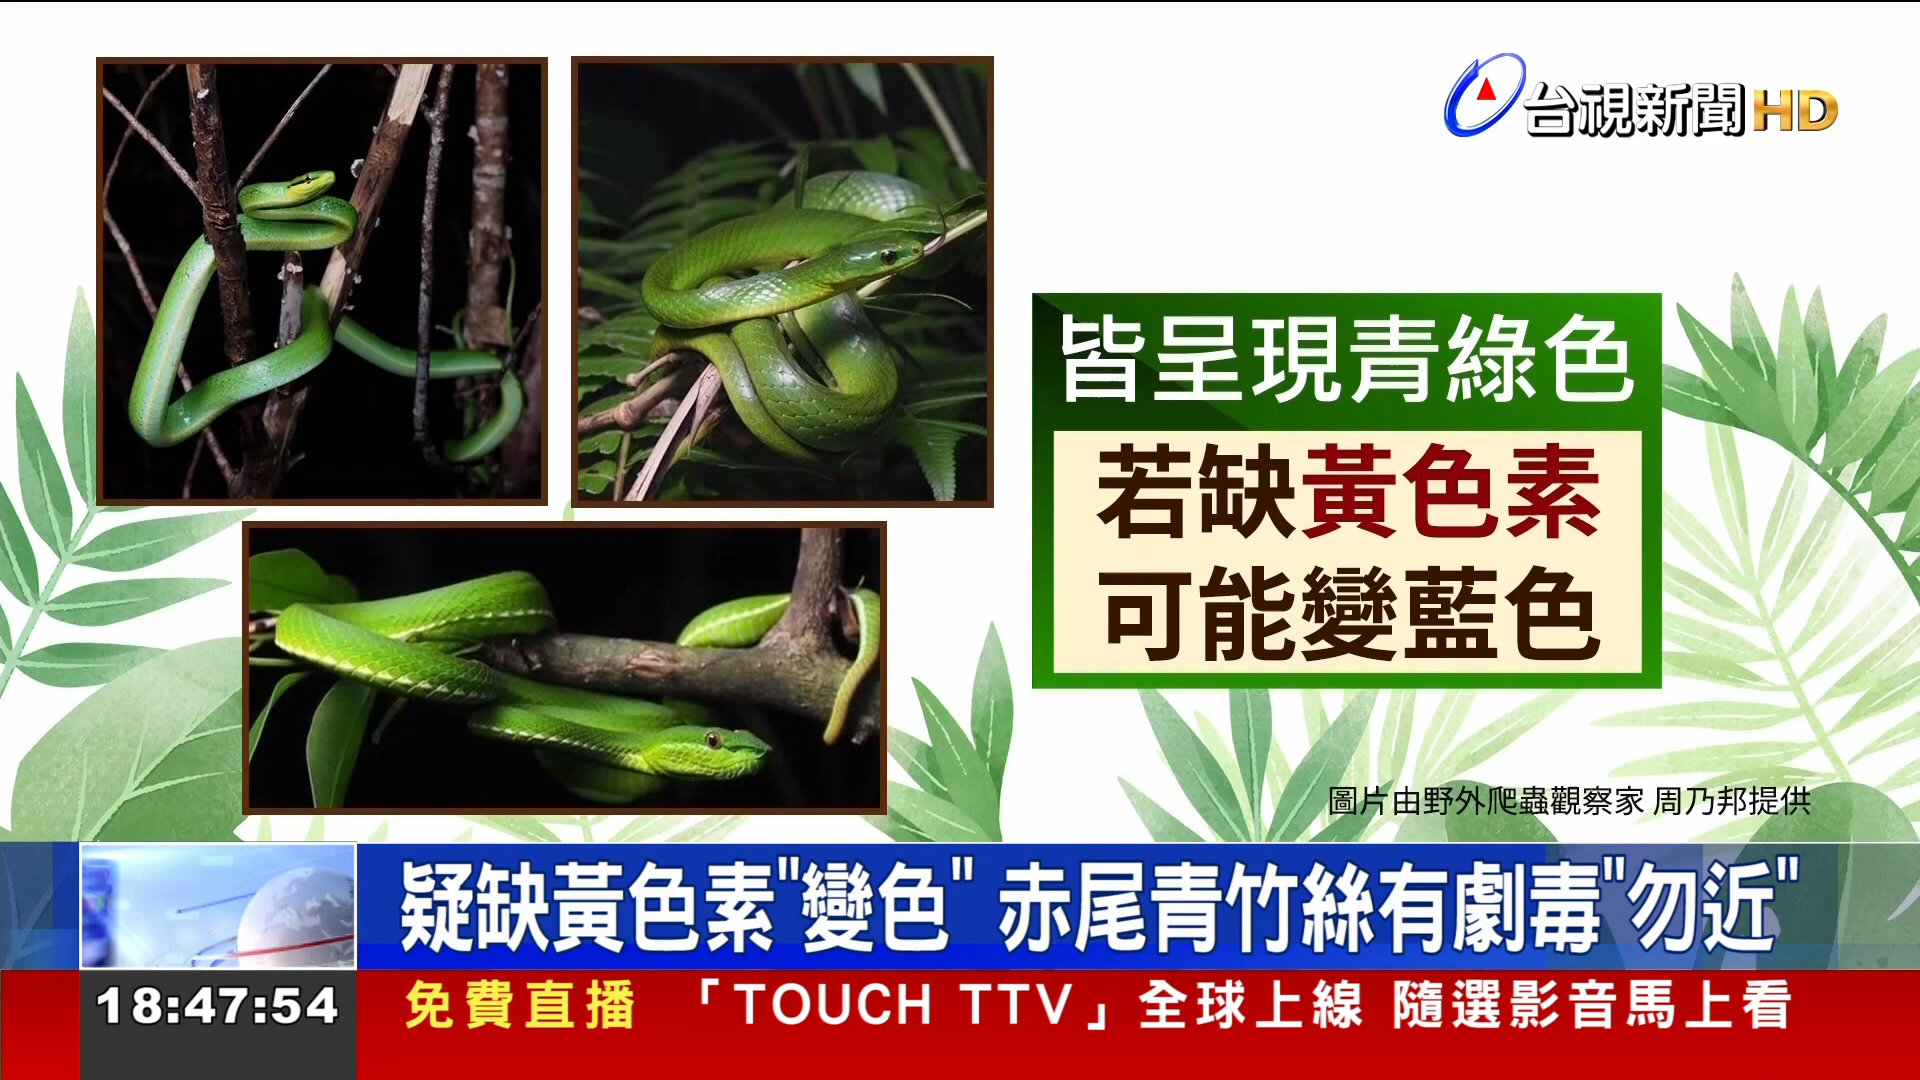 台視新聞HD
皆呈現青綠色
若缺黃色素
可能變藍色
圖片由野外爬蟲觀察家 周乃邦提供
疑缺黃色素"變色" 赤尾青竹絲有劇毒"勿近"
18:47:54
免費直播 「TOUCH TTV」全球上線 隨選影音馬上看